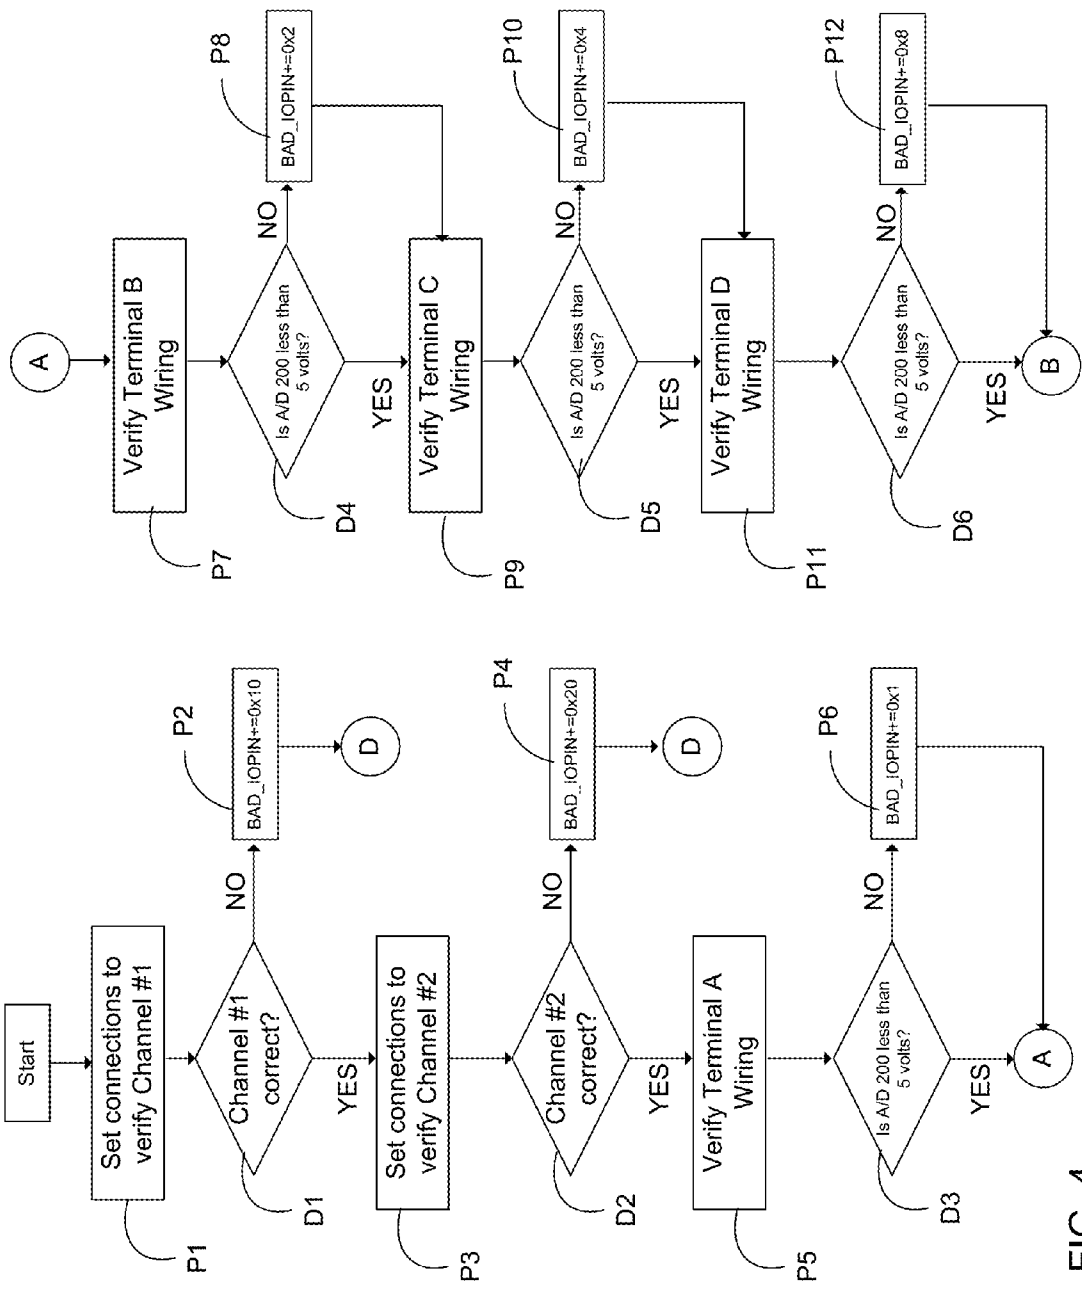 Start
Set connections to
verify Channel #1
P1
Channel #1
correct?
D1
NO
BAD_IOPIN+=0x10
P2
D
YES
Set connections to
verify Channel #2
P3
Channel #2
correct?
D2
NO
BAD_IOPIN+=0x20
P4
D
YES
Verify Terminal A
Wiring
P5
Is A/D 200 less than
5 volts?
D3
NO
BAD_IOPIN+=0x1
P6
YES
A
A
Verify Terminal B
Wiring
P7
Is A/D 200 less than
5 volts?
D4
NO
BAD_IOPIN+=0x2
P8
YES
Verify Terminal C
Wiring
P9
Is A/D 200 less than
5 volts?
D5
NO
BAD_IOPIN+=0x4
P10
YES
Verify Terminal D
Wiring
P11
Is A/D 200 less than
5 volts?
D6
NO
BAD_IOPIN+=0x8
P12
YES
B
FIG. 4